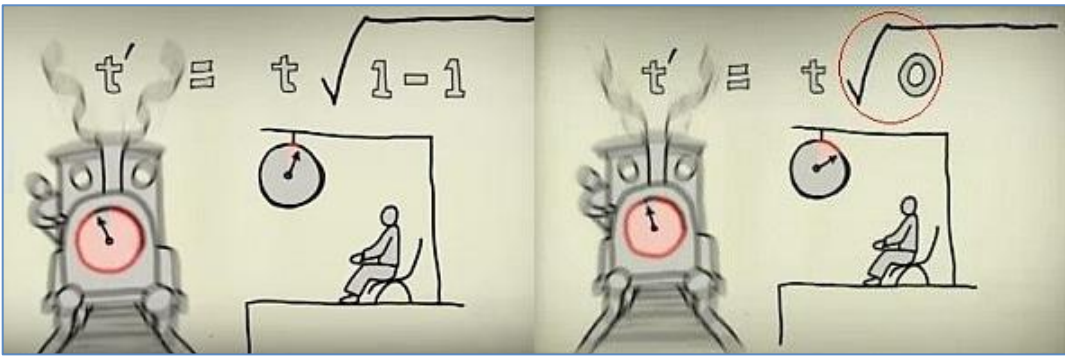 t′ = t √1-1
t′ = t √0